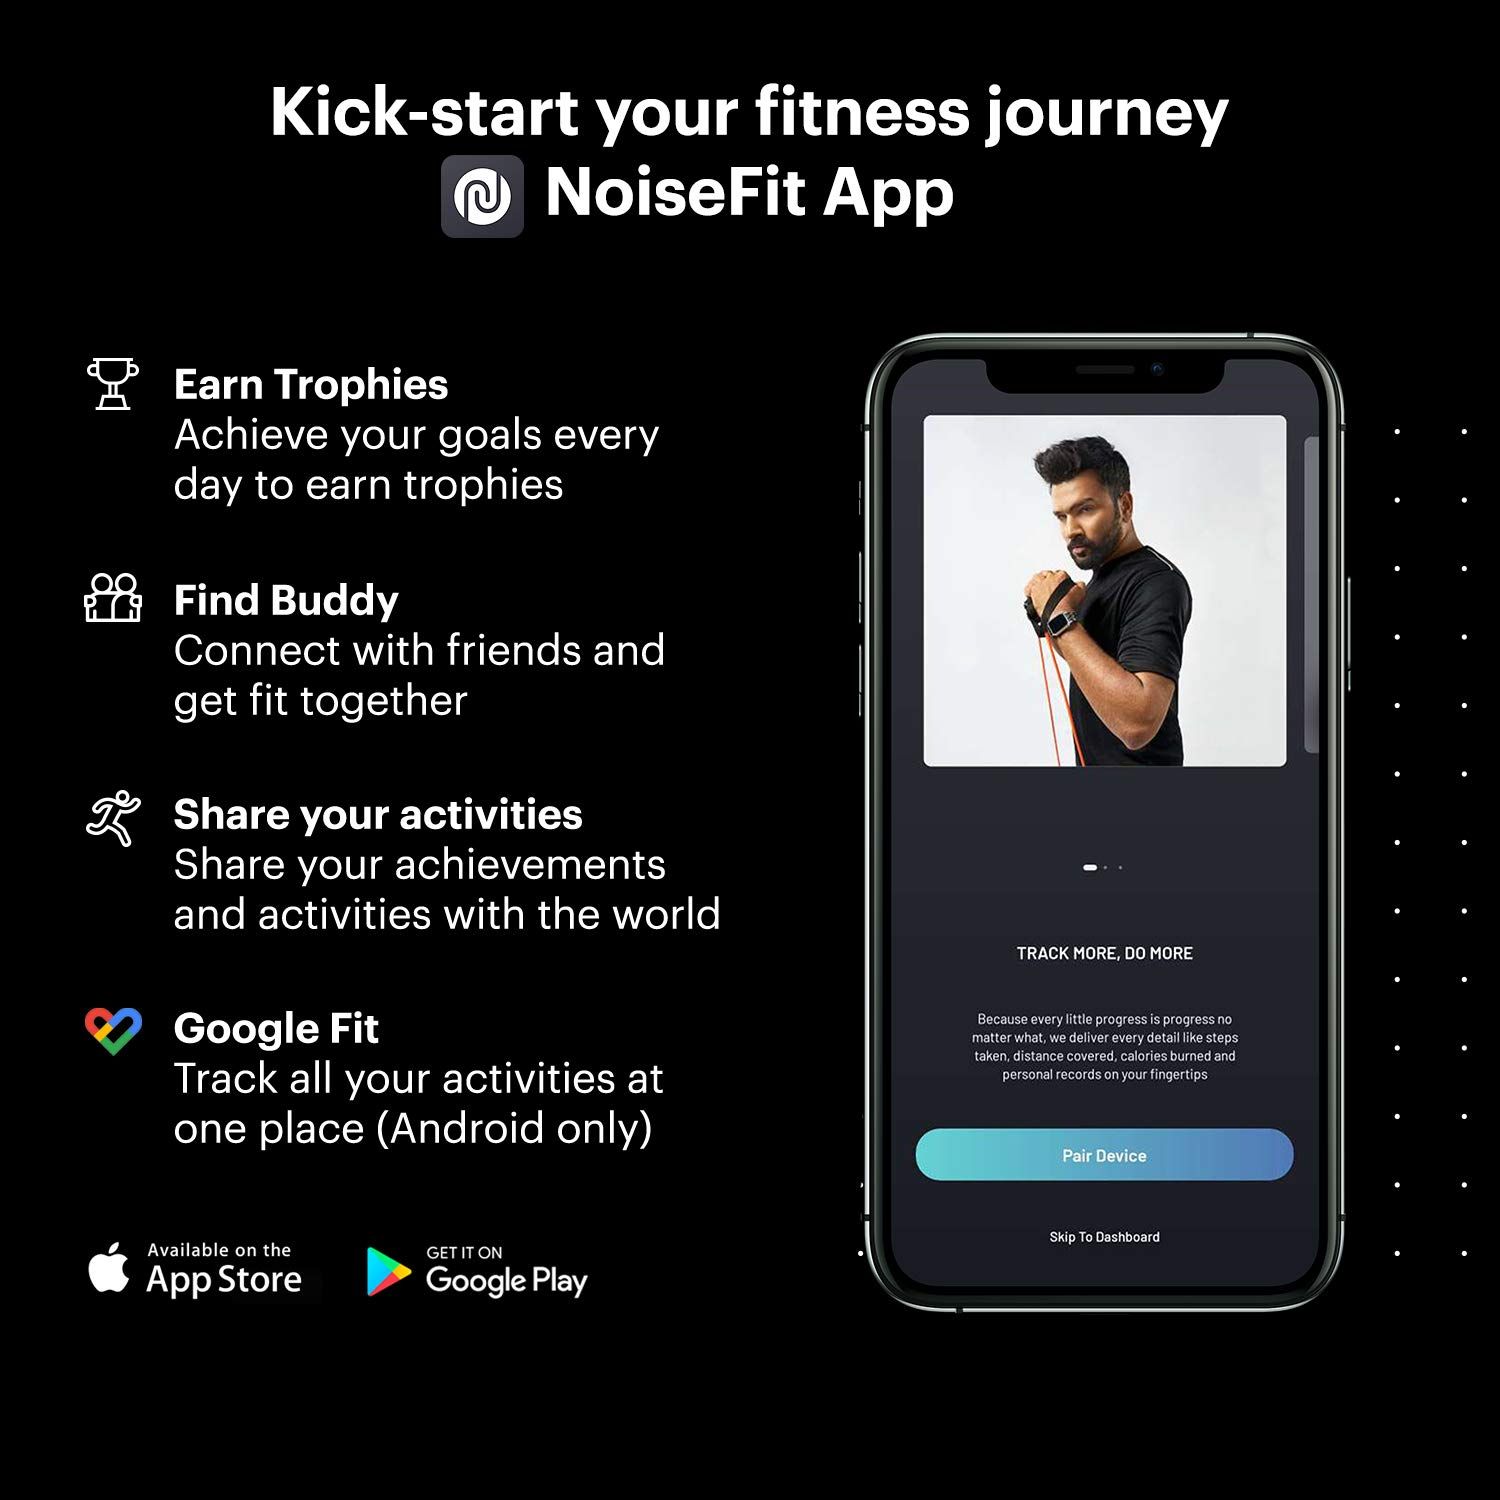 Kick-start your fitness journey
NoiseFit App
Earn Trophies
Achieve your goals every
day to earn trophies
Find Buddy
Connect with friends and
get fit together
Share your activities
Share your achievements
and activities with the world
Google Fit
Track all your activities at
one place (Android only)
Available on the
App Store
GET IT ON
Google Play
TRACK MORE, DO MORE
Because every little progress is progress no
matter what, we deliver every detail like steps
taken, distance covered, calories burned and
personal records on your fingertips
Pair Device
Skip To Dashboard